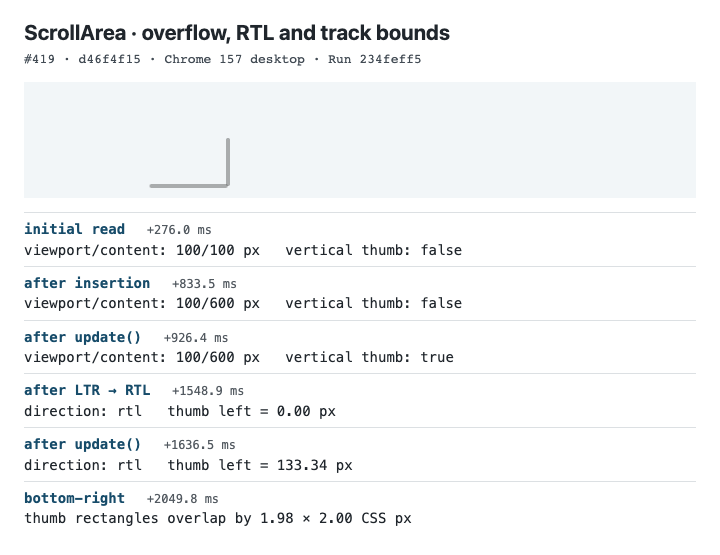 ScrollArea · overflow, RTL and track bounds
#419 · d46f4f15 · Chrome 157 desktop · Run 234feff5
initial read +276.0 ms
viewport/content: 100/100 px vertical thumb: false
after insertion +833.5 ms
viewport/content: 100/600 px vertical thumb: false
after update() +926.4 ms
viewport/content: 100/600 px vertical thumb: true
after LTR → RTL +1548.9 ms
direction: rtl thumb left = 0.00 px
after update() +1636.5 ms
direction: rtl thumb left = 133.34 px
bottom-right +2049.8 ms
thumb rectangles overlap by 1.98 × 2.00 CSS px